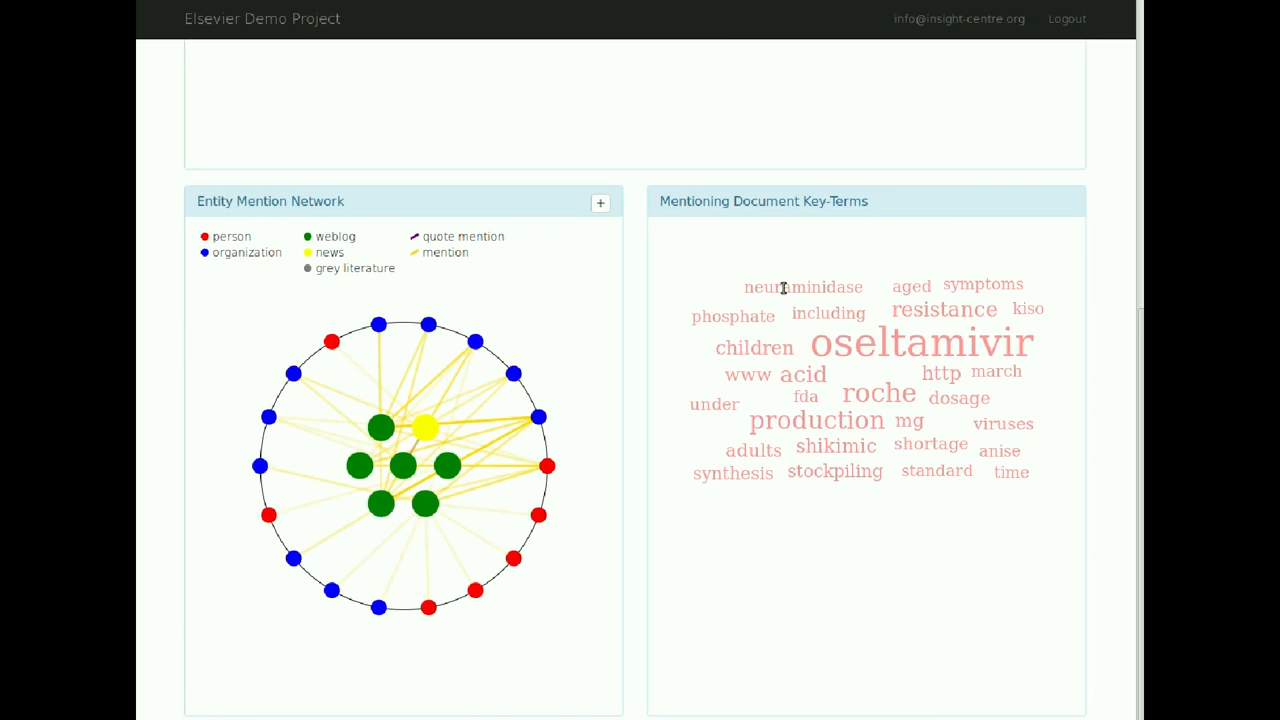 Elsevier Demo Project info@insight-centre.org Logout
Entity Mention Network +
person weblog quote mention
organization news mention
grey literature
Mentioning Document Key-Terms
neuraminidase aged symptoms
phosphate including resistance kiso
children oseltamivir
www acid http march
under fda roche dosage
production mg viruses
adults shikimic shortage anise
synthesis stockpiling standard time